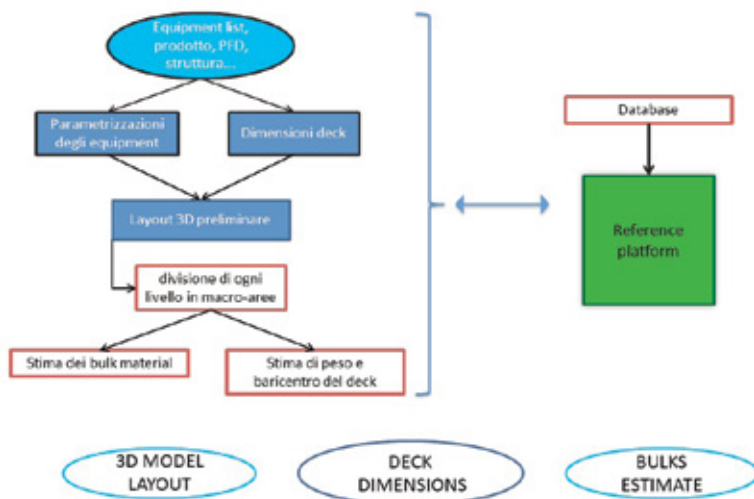 Equipment list,
prodotto, PFD,
struttura...
Parametrizzazioni
degli equipment
Dimensioni deck
Layout 3D preliminare
divisione di ogni
livello in macro-aree
Stima dei bulk material
Stima di peso e
baricentro del deck
Database
Reference
platform
3D MODEL
LAYOUT
DECK
DIMENSIONS
BULKS
ESTIMATE